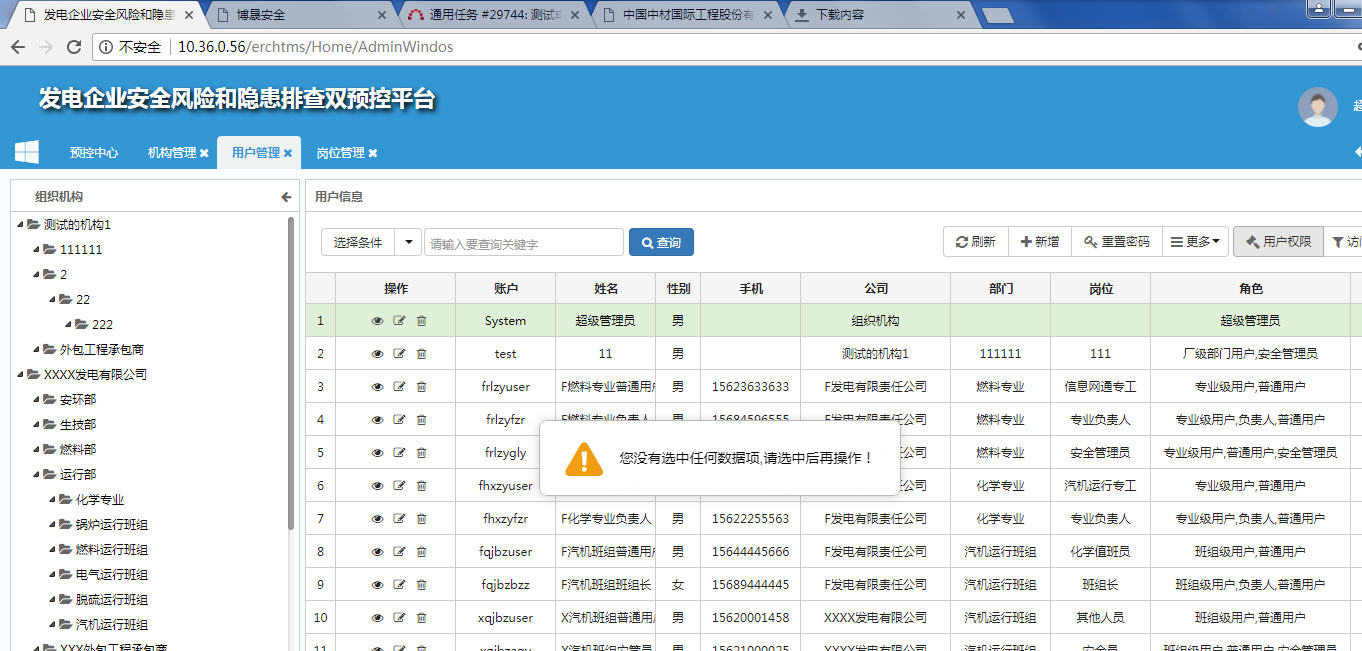 发电企业安全风险和隐患
博晟安全
通用任务 #29744: 测试
中国中材国际工程股份有
下载内容
不安全 10.36.0.56/erchtms/Home/AdminWindos
发电企业安全风险和隐患排查双预控平台
预控中心 机构管理 用户管理 岗位管理
组织机构
测试的机构1
111111
2
22
222
外包工程承包商
XXXX发电有限公司
安环部
生技部
燃料部
运行部
化学专业
锅炉运行班组
燃料运行班组
电气运行班组
脱硫运行班组
汽机运行班组
XXX外包工程承包商
用户信息
选择条件 请输入要查询关键字 查询 刷新 新增 重置密码 更多 用户权限
操作 账户 姓名 性别 手机 公司 部门 岗位 角色
1 System 超级管理员 男 组织机构 超级管理员
2 test 11 男 测试的机构1 111111 111 厂级部门用户,安全管理员
3 frlzyuser F燃料专业普通用 男 15623633633 F发电有限责任公司 燃料专业 信息网通专工 专业级用户,普通用户
4 frlzyfzr F燃料专业负责人 男 15684596555 F发电有限责任公司 燃料专业 专业负责人 专业级用户,负责人,普通用户
5 frlzygly 公司 燃料专业 安全管理员 专业级用户,普通用户,安全管理员
6 fhxzyuser 公司 化学专业 汽机运行专工 专业级用户,普通用户
您没有选中任何数据项,请选中后再操作！
7 fhxzyfzr F化学专业负责人 男 15622255563 F发电有限责任公司 化学专业 专业负责人 专业级用户,负责人,普通用户
8 fqjbzuser F汽机班组普通用 男 15644445666 F发电有限责任公司 汽机运行班组 化学值班员 班组级用户,普通用户
9 fqjbzbzz F汽机班组班组长 女 15689444445 F发电有限责任公司 汽机运行班组 班组长 班组级用户,负责人,普通用户
10 xqjbzuser X汽机班组普通用 男 15620001458 XXXX发电有限公司 汽机运行班组 其他人员 班组级用户,普通用户
11 xqjbzaqy X汽机班组安管员 男 15621000025 XXXX发电有限公司 汽机运行班组 安全员 班组级用户,普通用户,安全管理员